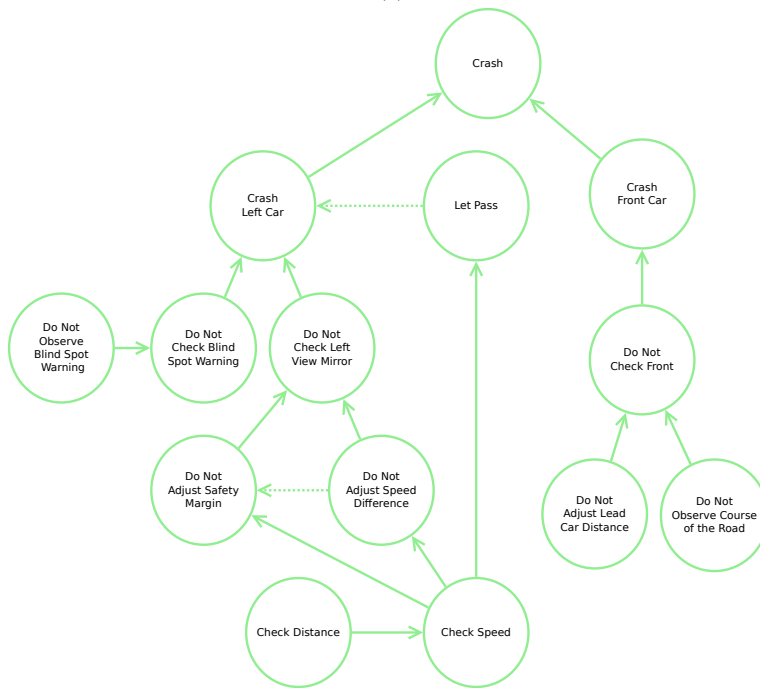 Crash
Crash
Left Car
Let Pass
Crash
Front Car
Do Not
Observe
Blind Spot
Warning
Do Not
Check Blind
Spot Warning
Do Not
Check Left
View Mirror
Do Not
Check Front
Do Not
Adjust Safety
Margin
Do Not
Adjust Speed
Difference
Do Not
Adjust Lead
Car Distance
Do Not
Observe Course
of the Road
Check Distance
Check Speed